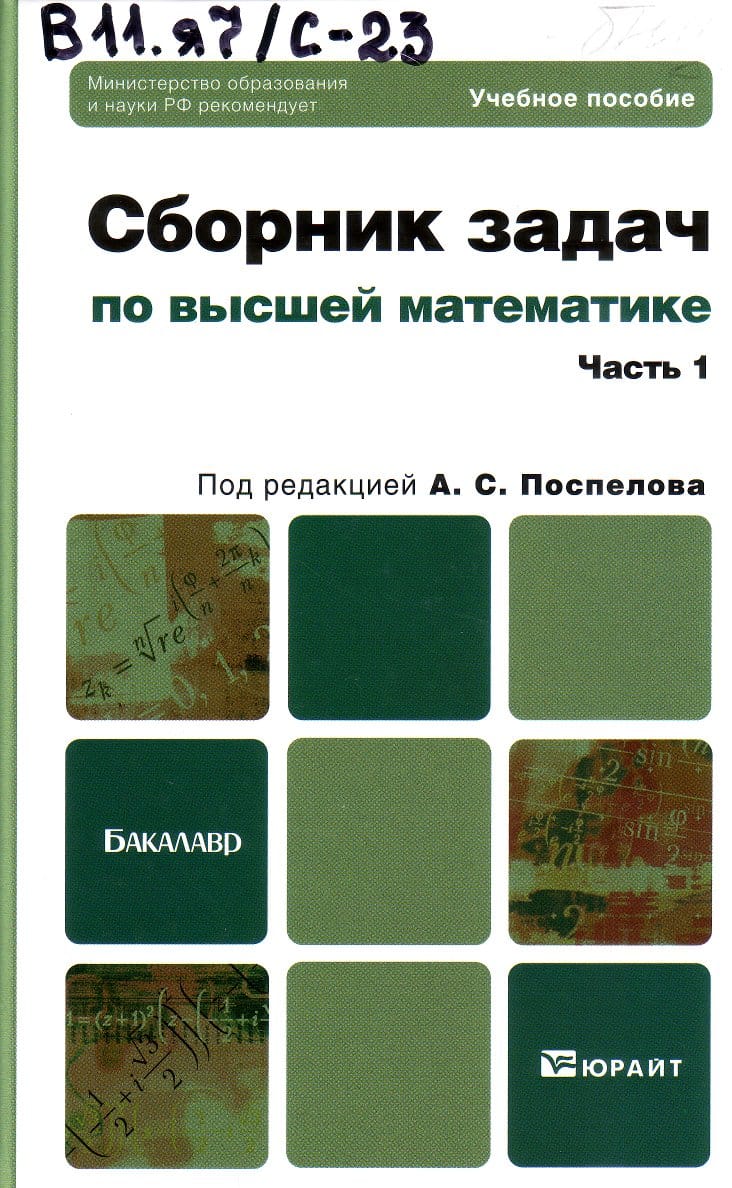 В11.я7/С-23
Министерство образования
и науки РФ рекомендует
Учебное пособие
Сборник задач
по высшей математике
Часть 1
Под редакцией А. С. Поспелова
Бакалавр
ЮРАЙТ